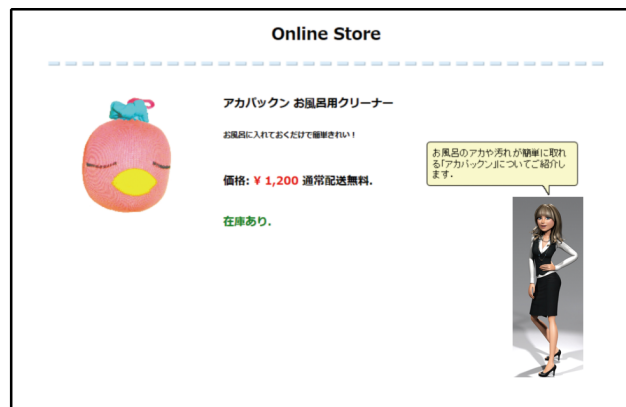 Online Store
アカバックン お風呂用クリーナー
お風呂に入れておくだけで簡単きれい！
価格: ¥ 1,200 通常配送無料.
在庫あり.
お風呂のアカや汚れが簡単に取れ
る「アカバックン」についてご紹介し
ます.